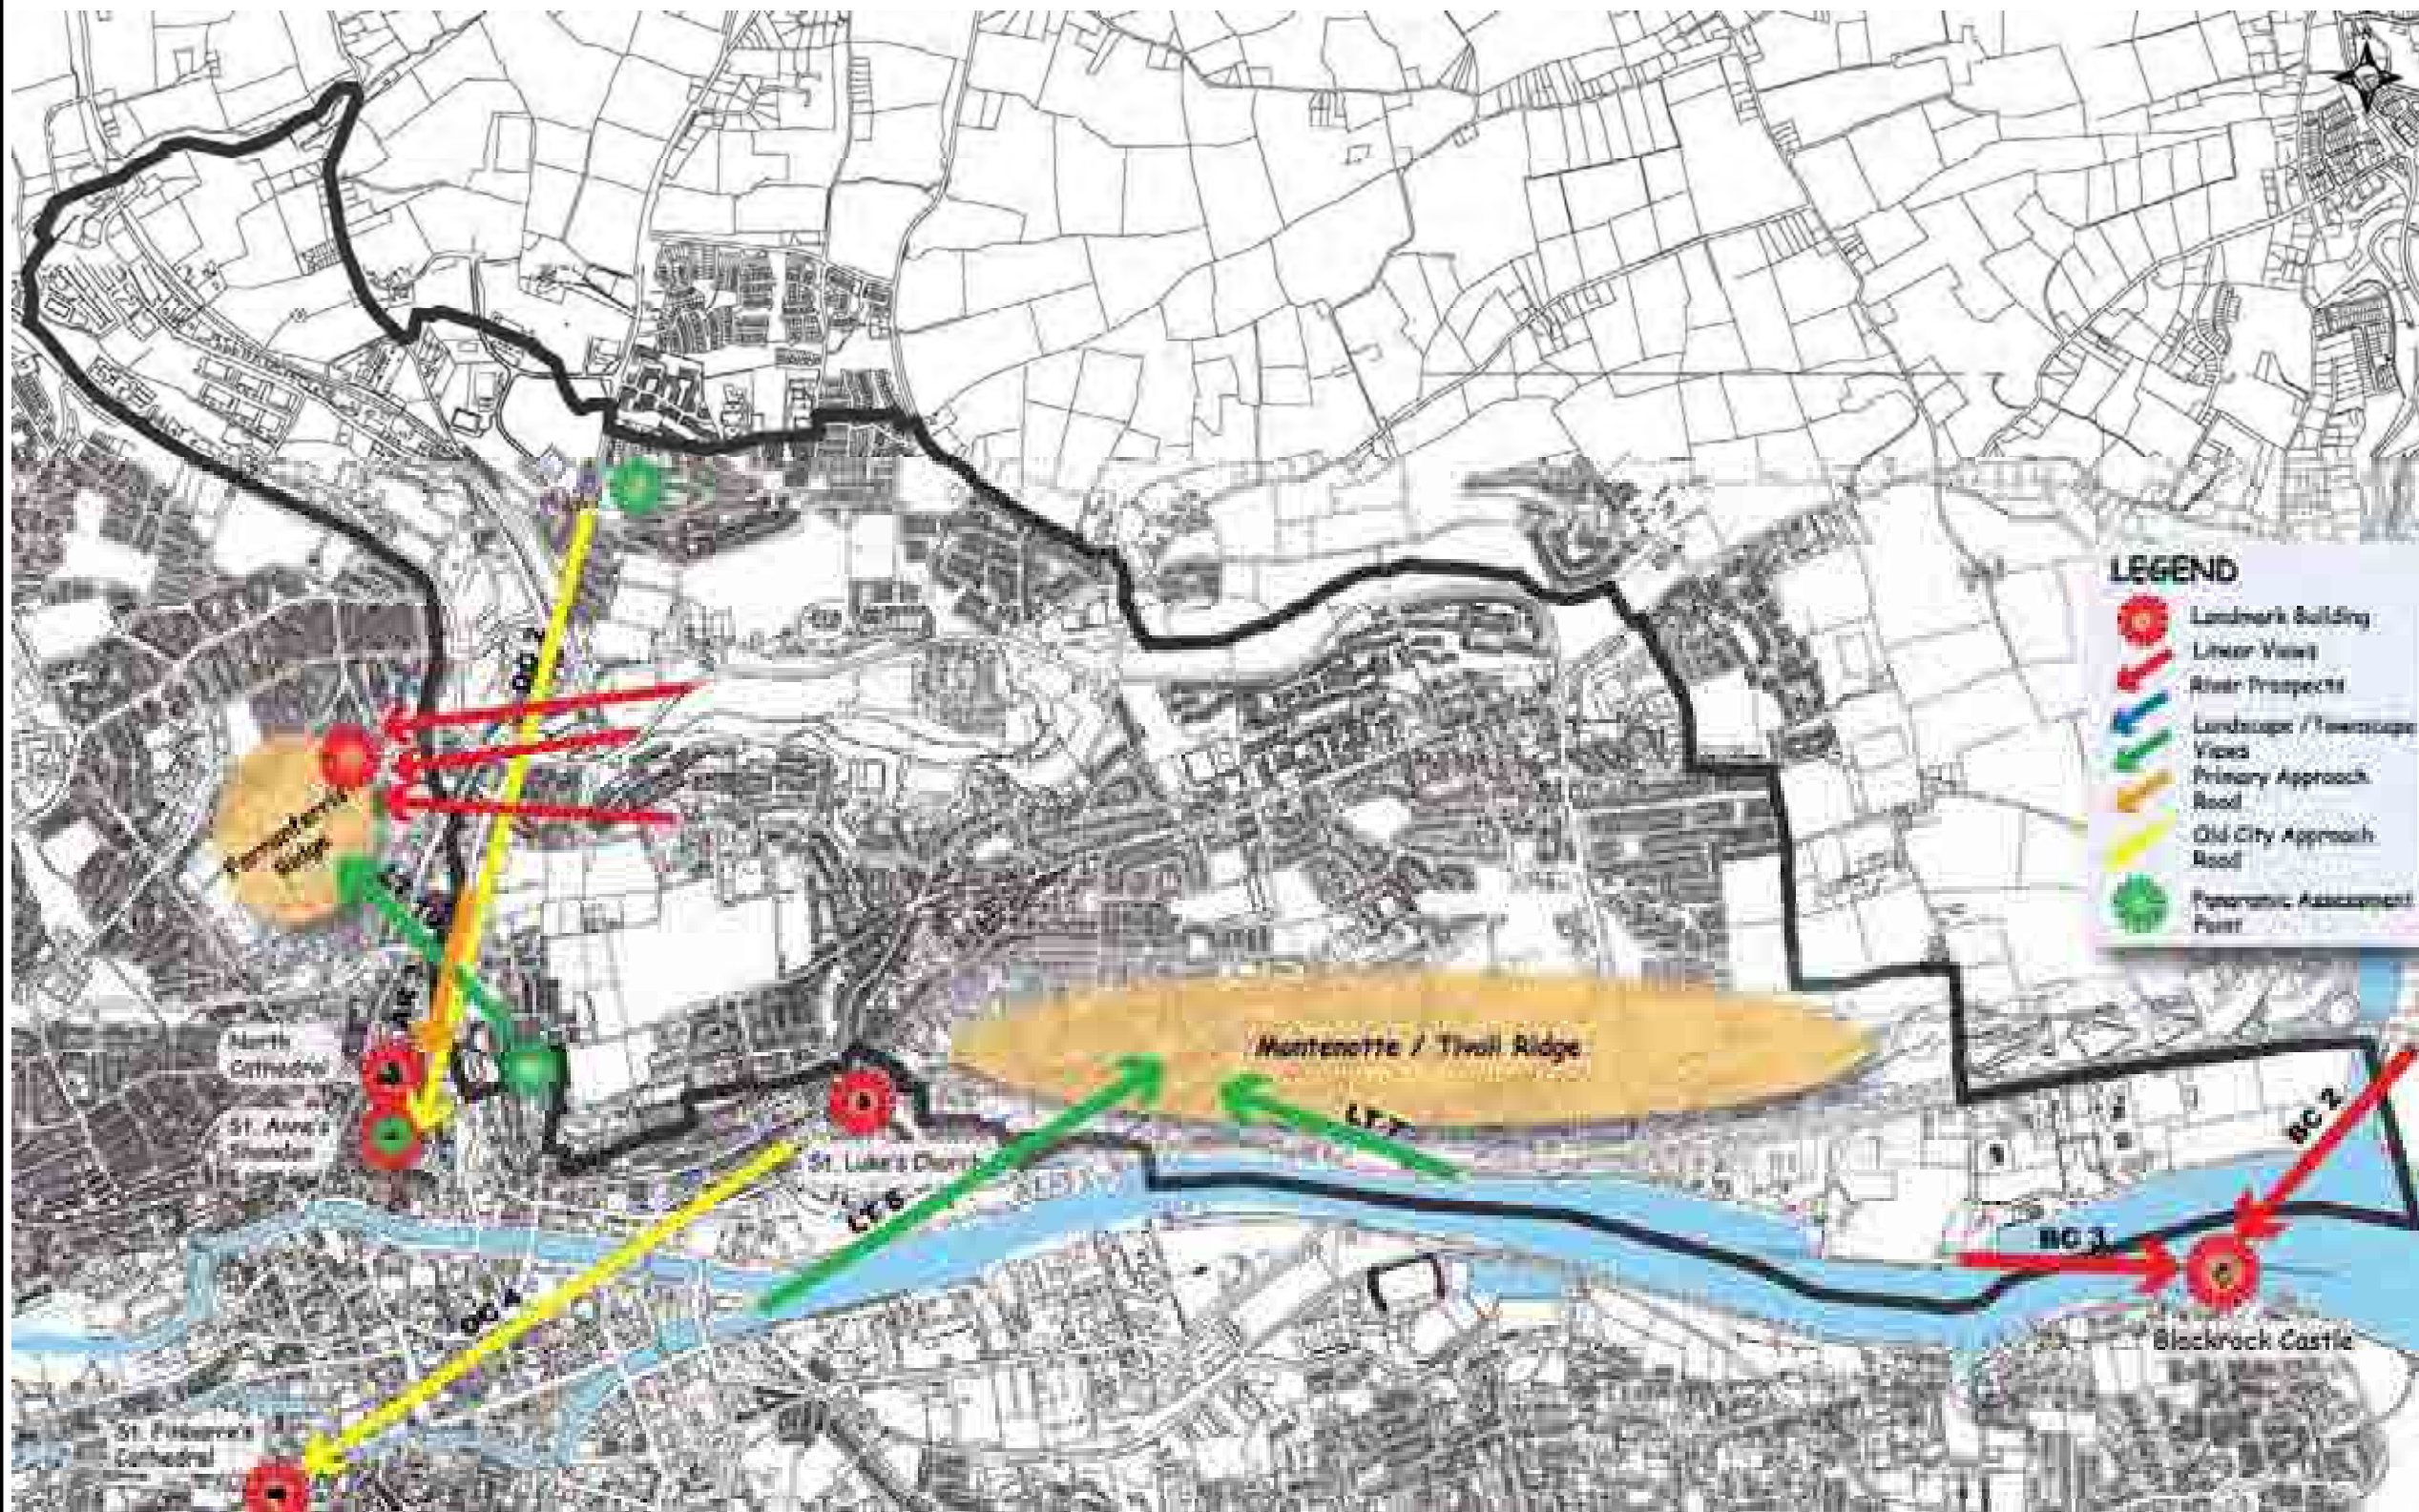 N
LEGEND
Landmark Building
Linear Views
River Prospects
Landscape / Townscape
Views
Primary Approach
Road
Old City Approach
Road
Panoramic Assessment
Point
Ridge
North
Cathedral
St. Anne's
Shandon
St. Luke's Church
Montenotte / Tivoli Ridge
LT 7
LT 6
OC 4
BC 2
BC 3
Blackrock Castle
St. Finbarre's
Cathedral